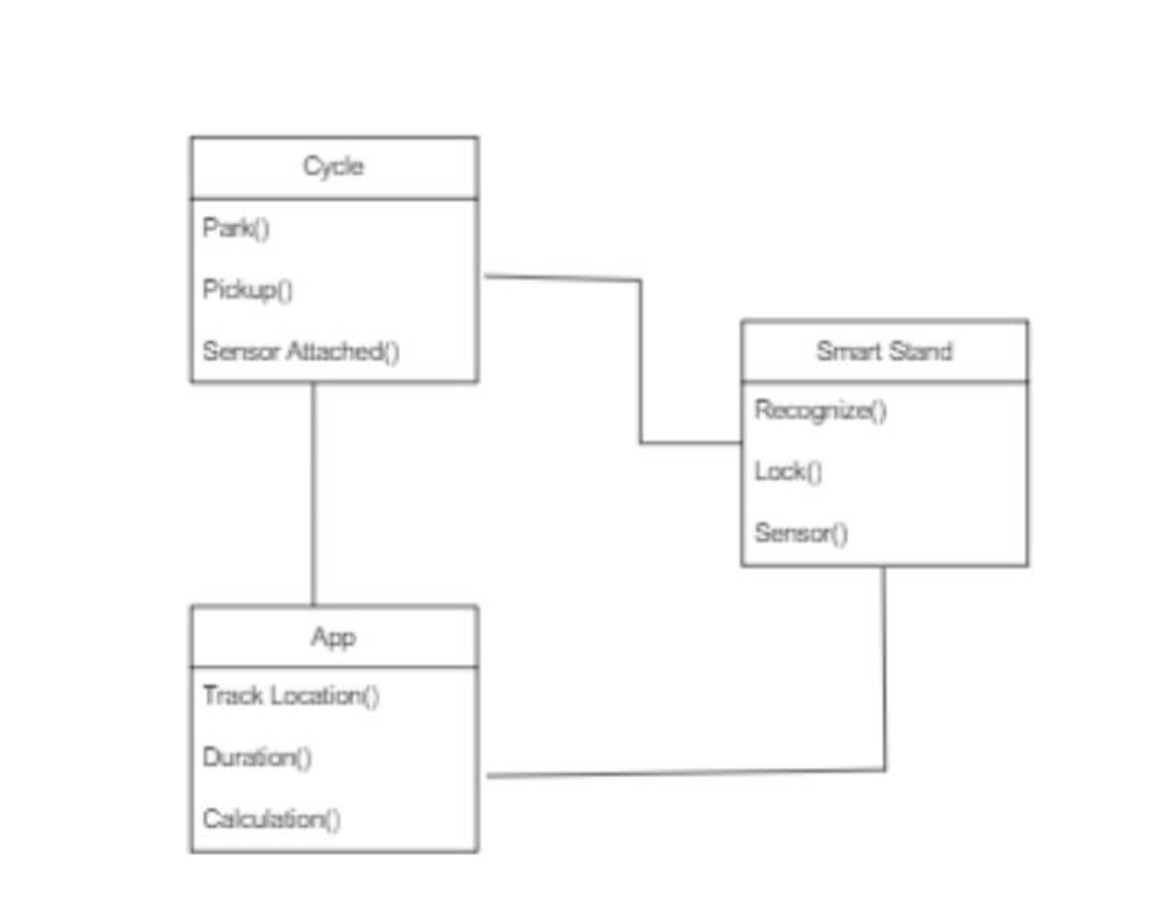 Cycle
Park()
Pickup()
Sensor Attached()
Smart Stand
Recognize()
Lock()
Sensor()
App
Track Location()
Duration()
Calculation()